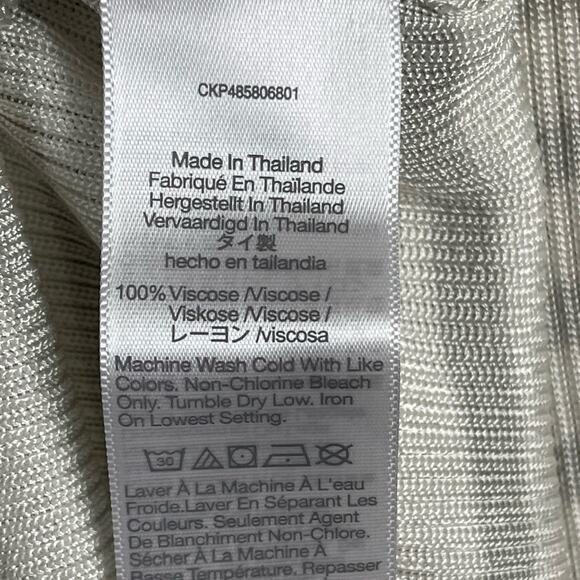 CKP485806801
Made In Thailand
Fabriqué En Thaïlande
Hergestellt In Thailand
Vervaardigd In Thailand
タイ製
hecho en tailandia
100% Viscose /Viscose /
Viskose /Viscose /
レーヨン /viscosa
Machine Wash Cold With Like
Colors. Non-Chlorine Bleach
Only. Tumble Dry Low. Iron
On Lowest Setting.
30
Laver À La Machine À L'eau
Froide.Laver En Séparant Les
Couleurs. Seulement Agent
De Blanchiment Non-Chlore.
Sécher À La Machine À
Basse Température. Repasser